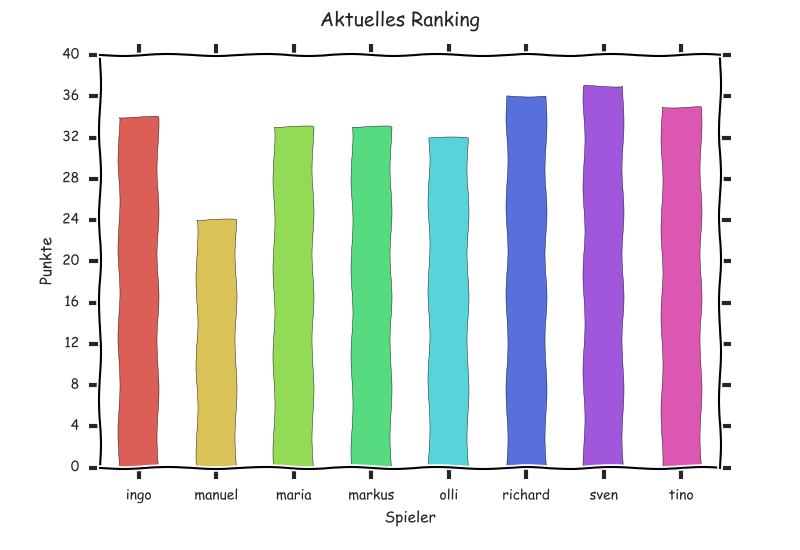 Aktuelles Ranking
40
36
32
28
24
20
16
12
8
4
0
Punkte
ingo manuel maria markus olli richard sven tino
Spieler